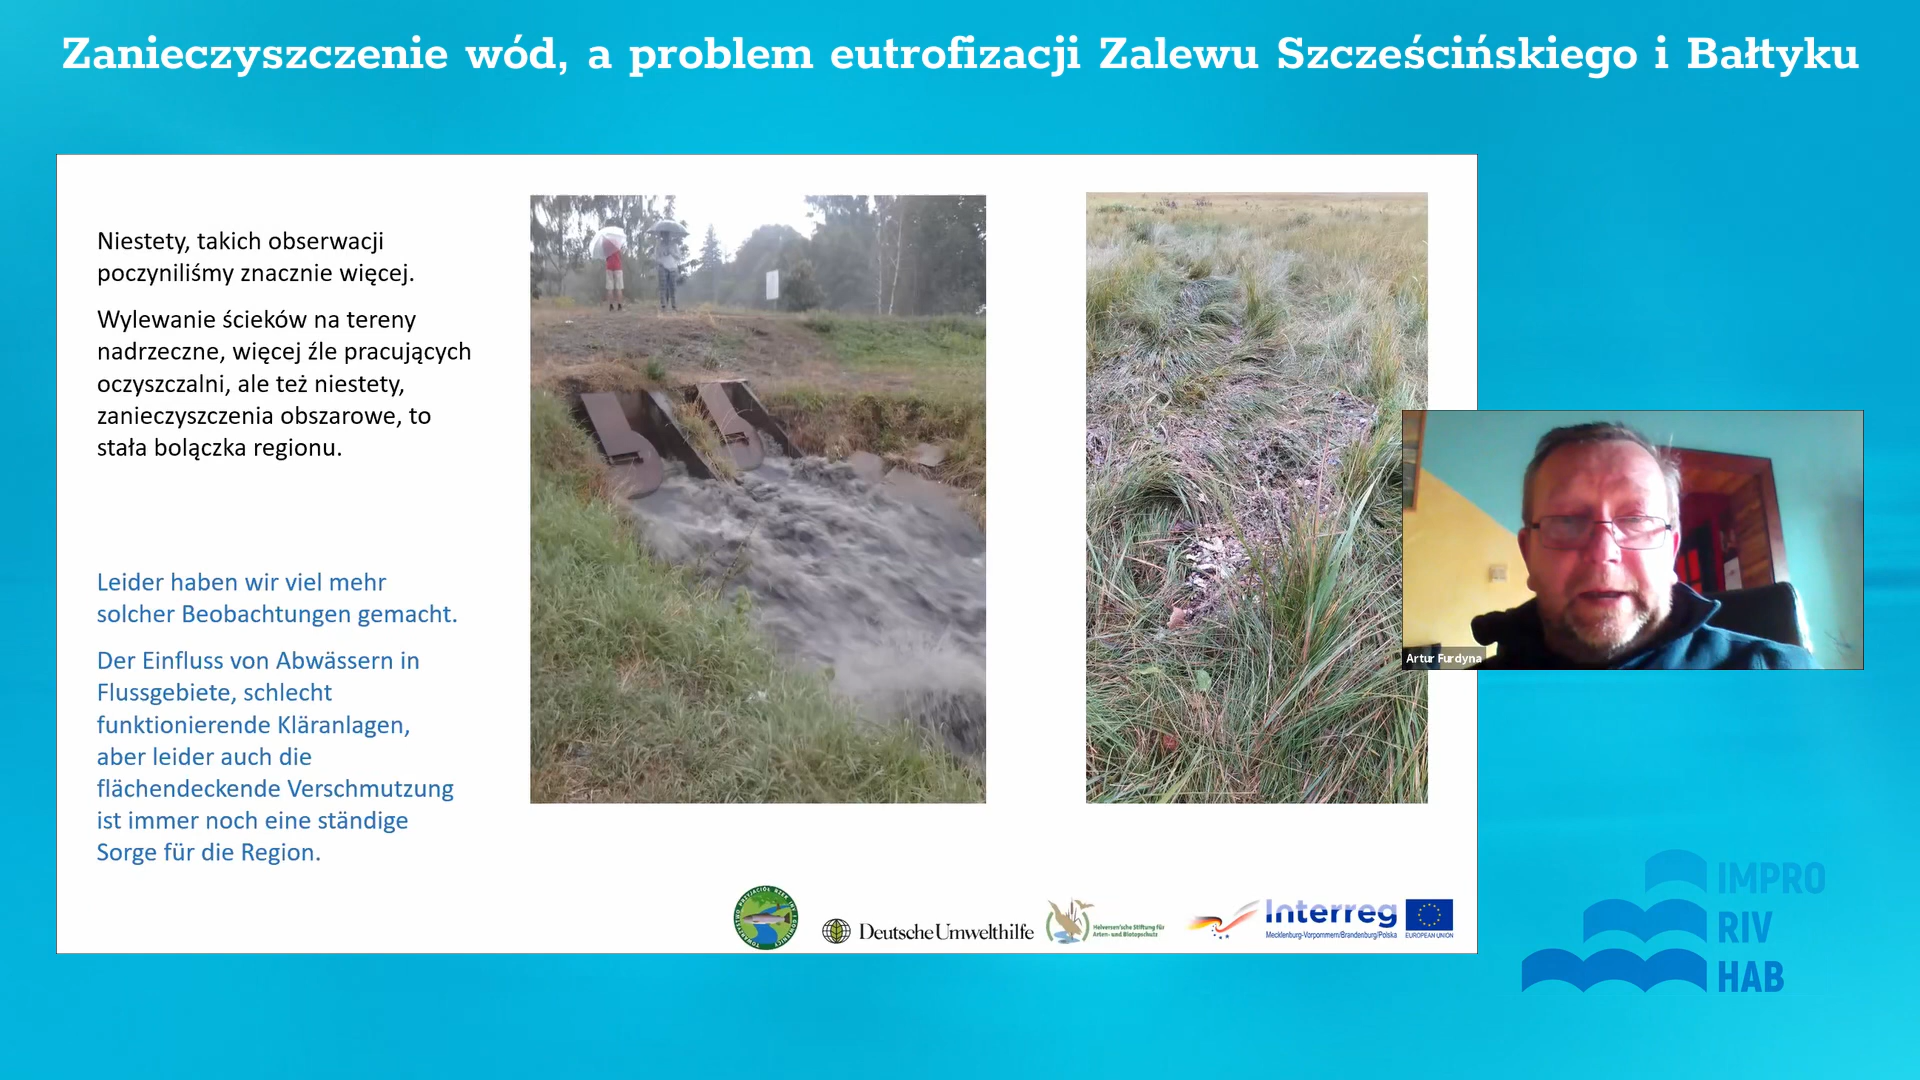 Zanieczyszczenie wód, a problem eutrofizacji Zalewu Szcześcińskiego i Bałtyku
Niestety, takich obserwacji
poczyniliśmy znacznie więcej.
Wylewanie ścieków na tereny
nadrzeczne, więcej źle pracujących
oczyszczalni, ale też niestety,
zanieczyszczenia obszarowe, to
stała bolączka regionu.
Leider haben wir viel mehr
solcher Beobachtungen gemacht.
Der Einfluss von Abwässern in
Flussgebiete, schlecht
funktionierende Kläranlagen,
aber leider auch die
flächendeckende Verschmutzung
ist immer noch eine ständige
Sorge für die Region.
Artur Furdyna
Deutsche Umwelthilfe
Helversen'sche Stiftung für
Arten- und Biotopschutz
Interreg
Mecklenburg-Vorpommern/Brandenburg/Polska
EUROPEAN UNION
IMPRO
RIV
HAB